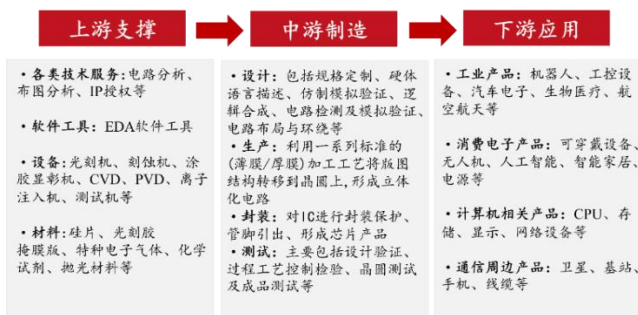 上游支撑
中游制造
下游应用
•各类技术服务:电路分析、
布图分析、IP授权等
•软件工具：EDA软件工具
•设备:光刻机、刻蚀机、涂
胶显彩机、CVD、PVD、离子
注入机、测试机等
•材料:硅片、光刻胶
掩膜版、特种电子气体、化学
试剂、抛光材料等
•设计：包括规格定制、硬体
语言描述、仿制模拟验证、逻
辑合成、电路检测及模拟验证、
电路布局与环绕等
•生产：利用一系列标准的
(薄膜/厚膜)加工工艺将版图
结构转移到晶圆上,形成立体
化电路
•封装：对IC进行封装保护、
管脚引出、形成芯片产品
•测试：主要包括设计验证、
过程工艺控制检验、晶圆测试
及成品测试等
•工业产品：机器人、工控设
备、汽车电子、生物医疗、航
空航天等
•消费电子产品：可穿戴设备、
无人机、人工智能、智能家居、
电源等
•计算机相关产品：CPU、存
储、显示、网络设备等
•通信周边产品：卫星、基站、
手机、线缆等